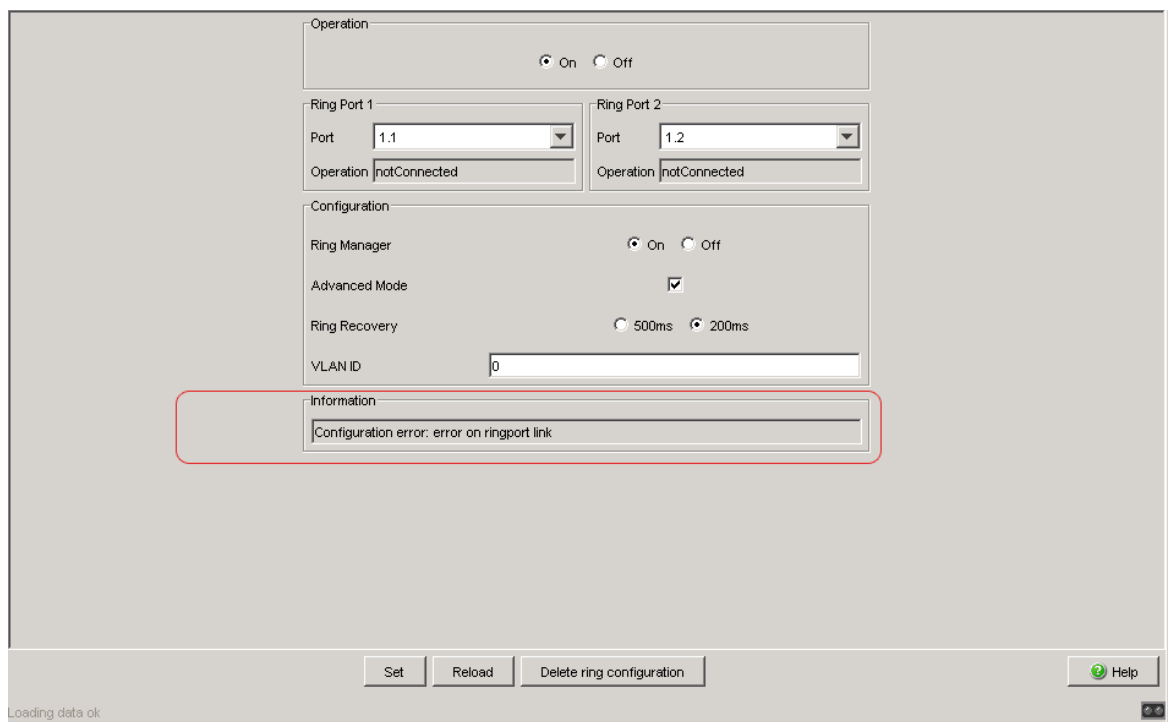 Operation
On Off
Ring Port 1 Ring Port 2
Port 1.1 Port 1.2
Operation notConnected Operation notConnected
Configuration
Ring Manager On Off
Advanced Mode
Ring Recovery 500ms 200ms
VLAN ID 0
Information
Configuration error: error on ringport link
Set Reload Delete ring configuration Help
Loading data ok